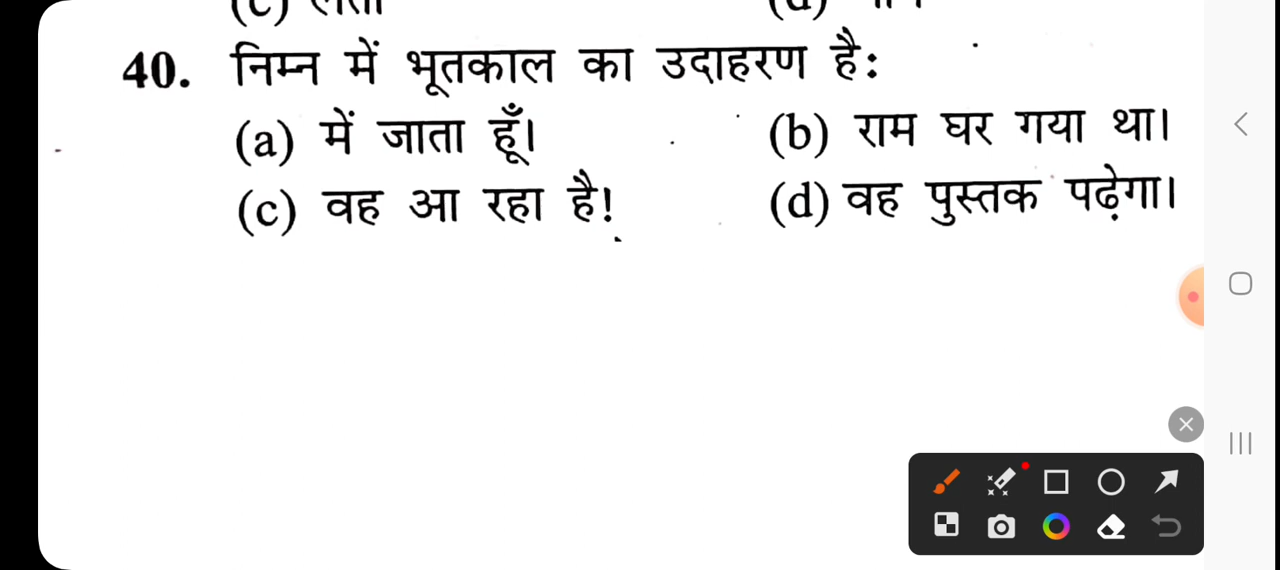 40. निम्न में भूतकाल का उदाहरण है:
(a) में जाता हूँ। (b) राम घर गया था।
(c) वह आ रहा है! (d) वह पुस्तक पढ़ेगा।